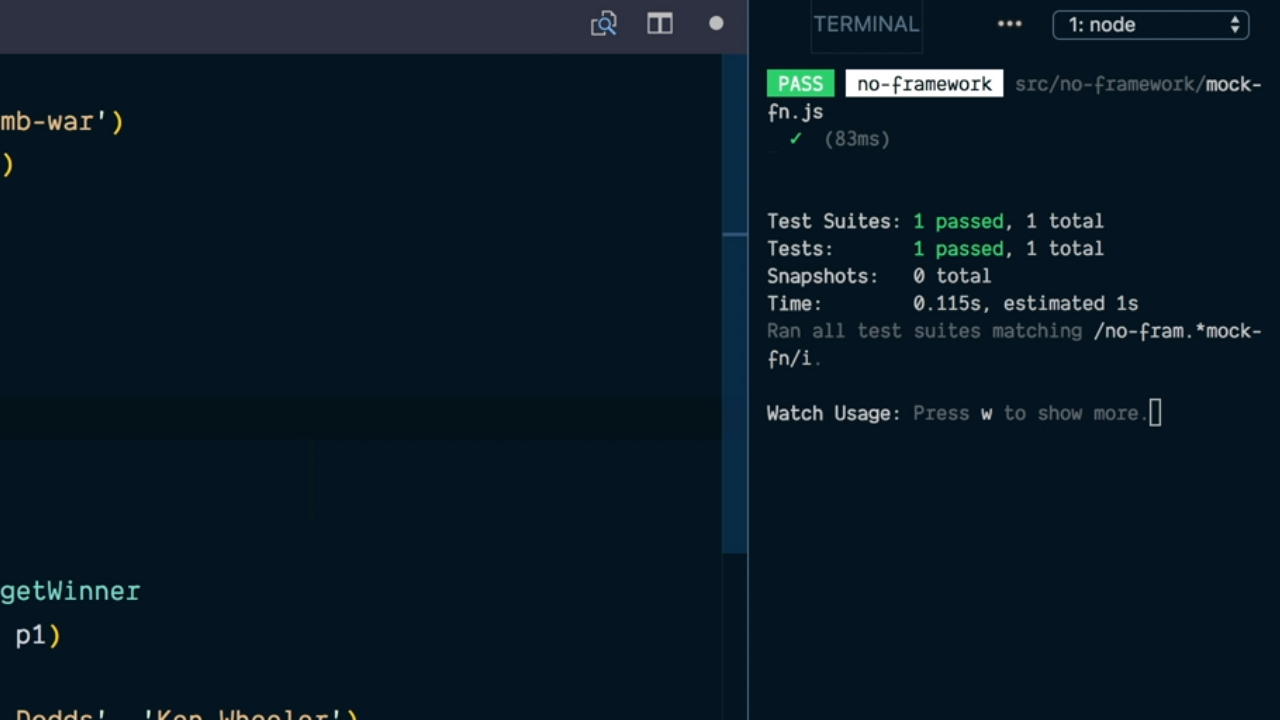 TERMINAL ••• 1: node
mb-war')
)
getWinner
p1)
Dodds', 'Ken Wheeler')
PASS no-framework src/no-framework/mock-
fn.js
✓ (83ms)
Test Suites: 1 passed, 1 total
Tests: 1 passed, 1 total
Snapshots: 0 total
Time: 0.115s, estimated 1s
Ran all test suites matching /no-fram.*mock-
fn/i.
Watch Usage: Press w to show more.